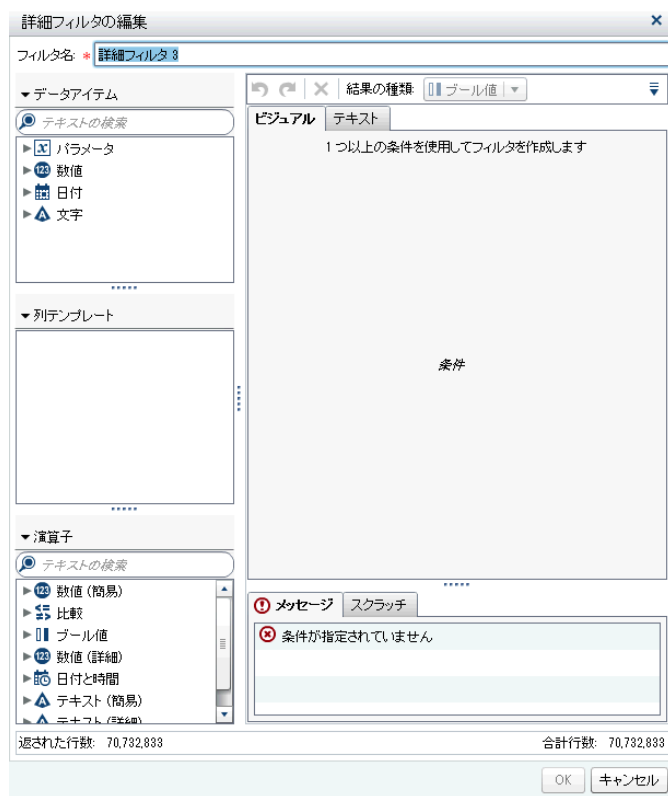 詳細フィルタの編集
フィルタ名: * 詳細フィルタ 3
データアイテム
テキストの検索
パラメータ
数値
日付
文字
列テンプレート
演算子
テキストの検索
数値 (簡易)
比較
ブール値
数値 (詳細)
日付と時間
テキスト (簡易)
テキスト (詳細)
結果の種類: ブール値
ビジュアル テキスト
1 つ以上の条件を使用してフィルタを作成します
条件
メッセージ スクラッチ
条件が指定されていません
返された行数: 70,732,833 合計行数: 70,732,833
OK キャンセル